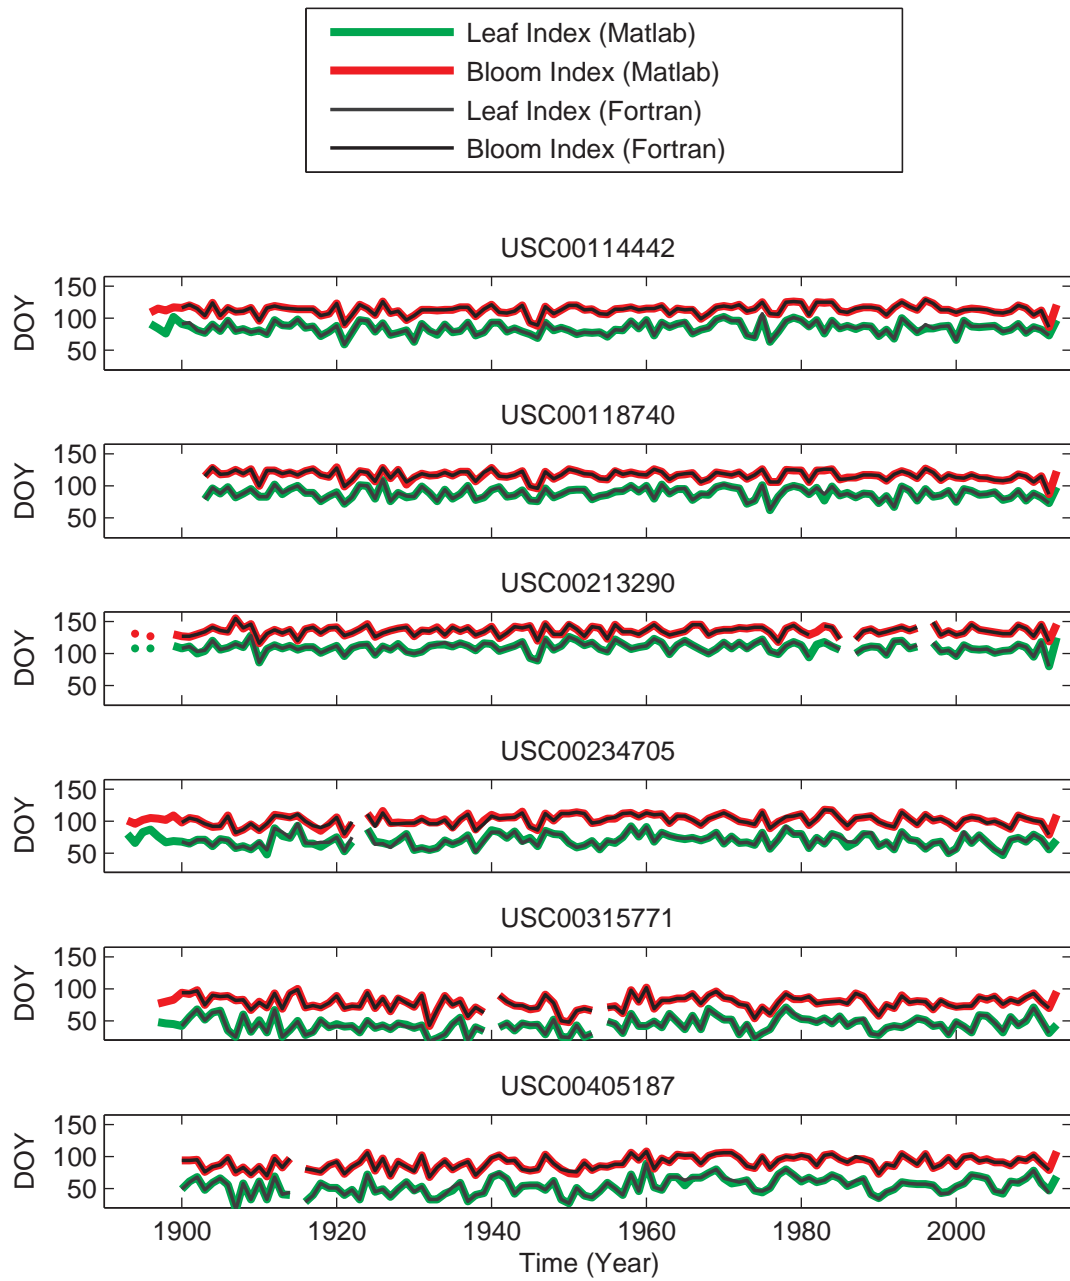 Leaf Index (Matlab)
Bloom Index (Matlab)
Leaf Index (Fortran)
Bloom Index (Fortran)
USC00114442
150
100
50
DOY
USC00118740
150
100
50
DOY
USC00213290
150
100
50
DOY
USC00234705
150
100
50
DOY
USC00315771
150
100
50
DOY
USC00405187
150
100
50
DOY
1900 1920 1940 1960 1980 2000
Time (Year)